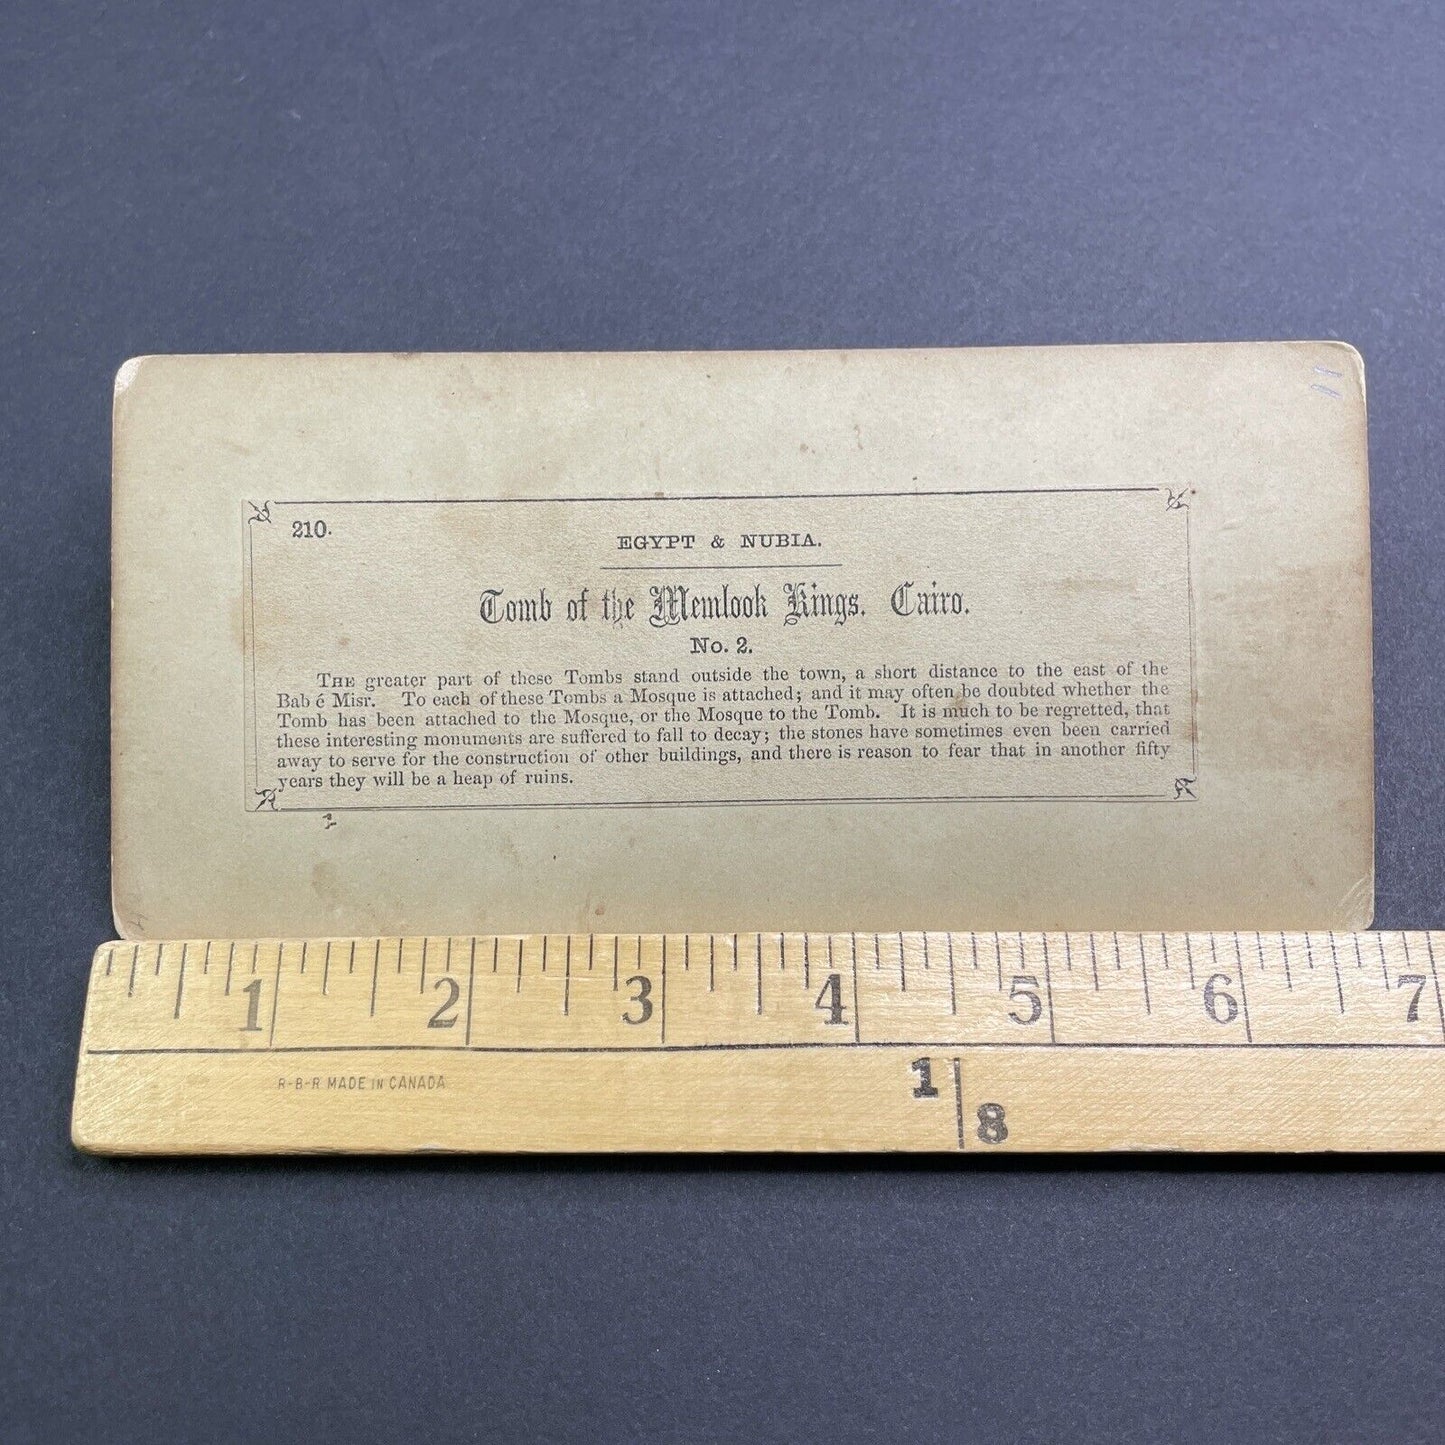 11
210.
EGYPT & NUBIA.
Tomb of the Memlook Kings. Cairo.
No. 2.
THE greater part of these Tombs stand outside the town, a short distance to the east of the
Bab é Misr. To each of these Tombs a Mosque is attached; and it may often be doubted whether the
Tomb has been attached to the Mosque, or the Mosque to the Tomb. It is much to be regretted, that
these interesting monuments are suffered to fall to decay; the stones have sometimes even been carried
away to serve for the construction of other buildings, and there is reason to fear that in another fifty
years they will be a heap of ruins.
1 2 3 4 5 6 7
R-B-R MADE IN CANADA
1|8